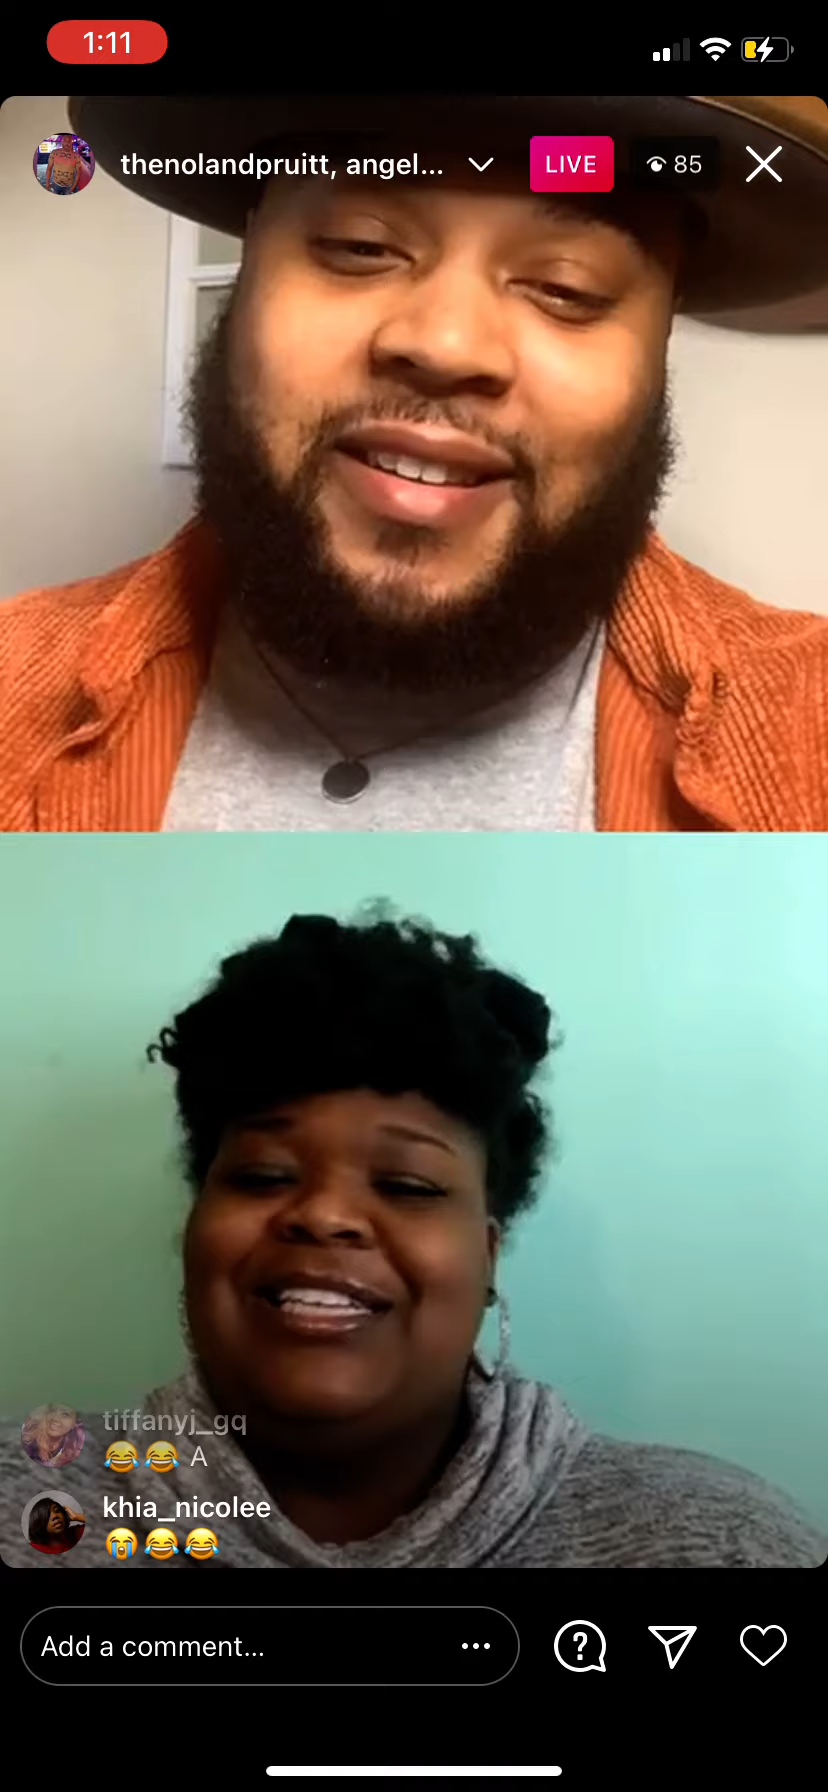 1:11
thenolandpruitt, angel...
LIVE
85
tiffanyj_gq
😂😂 A
khia_nicolee
😭😂😂
Add a comment...